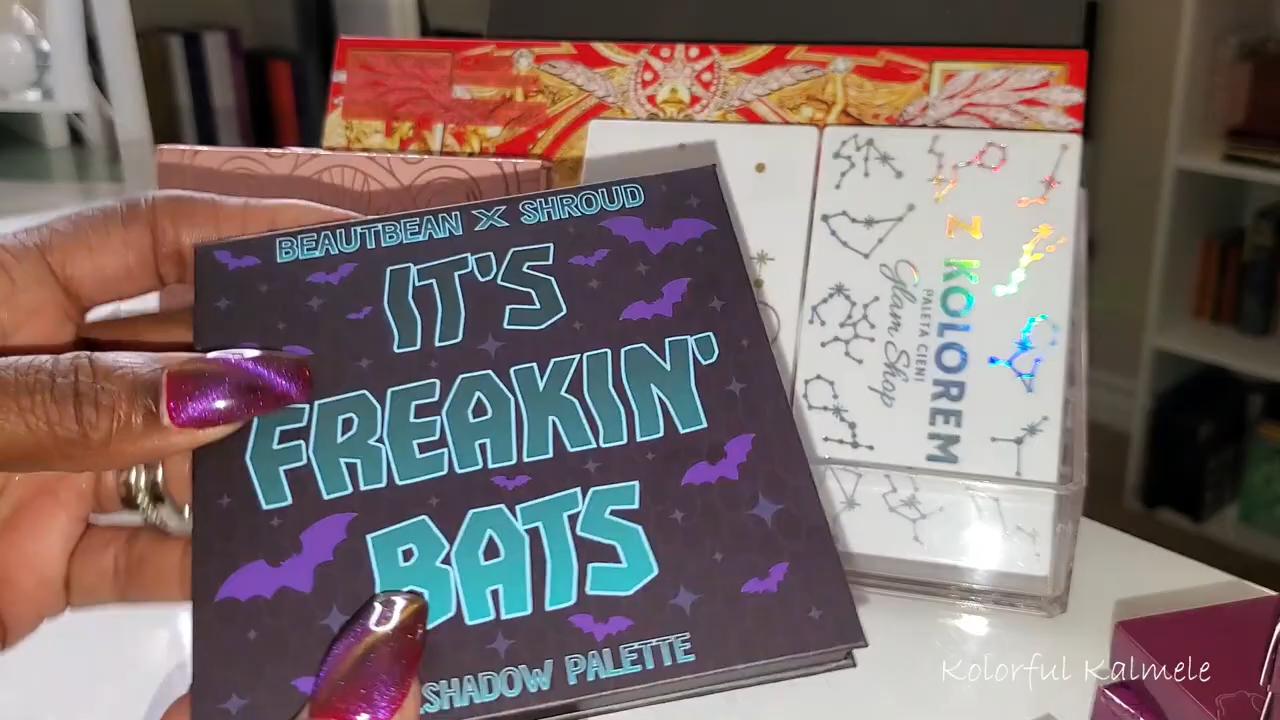 BEAUTBEAN X SHROUD
IT'S
FREAKIN'
BATS
SHADOW PALETTE
Z KOLOREM
PALETA CIENI
Glam Shop
Kolorful Kalmele